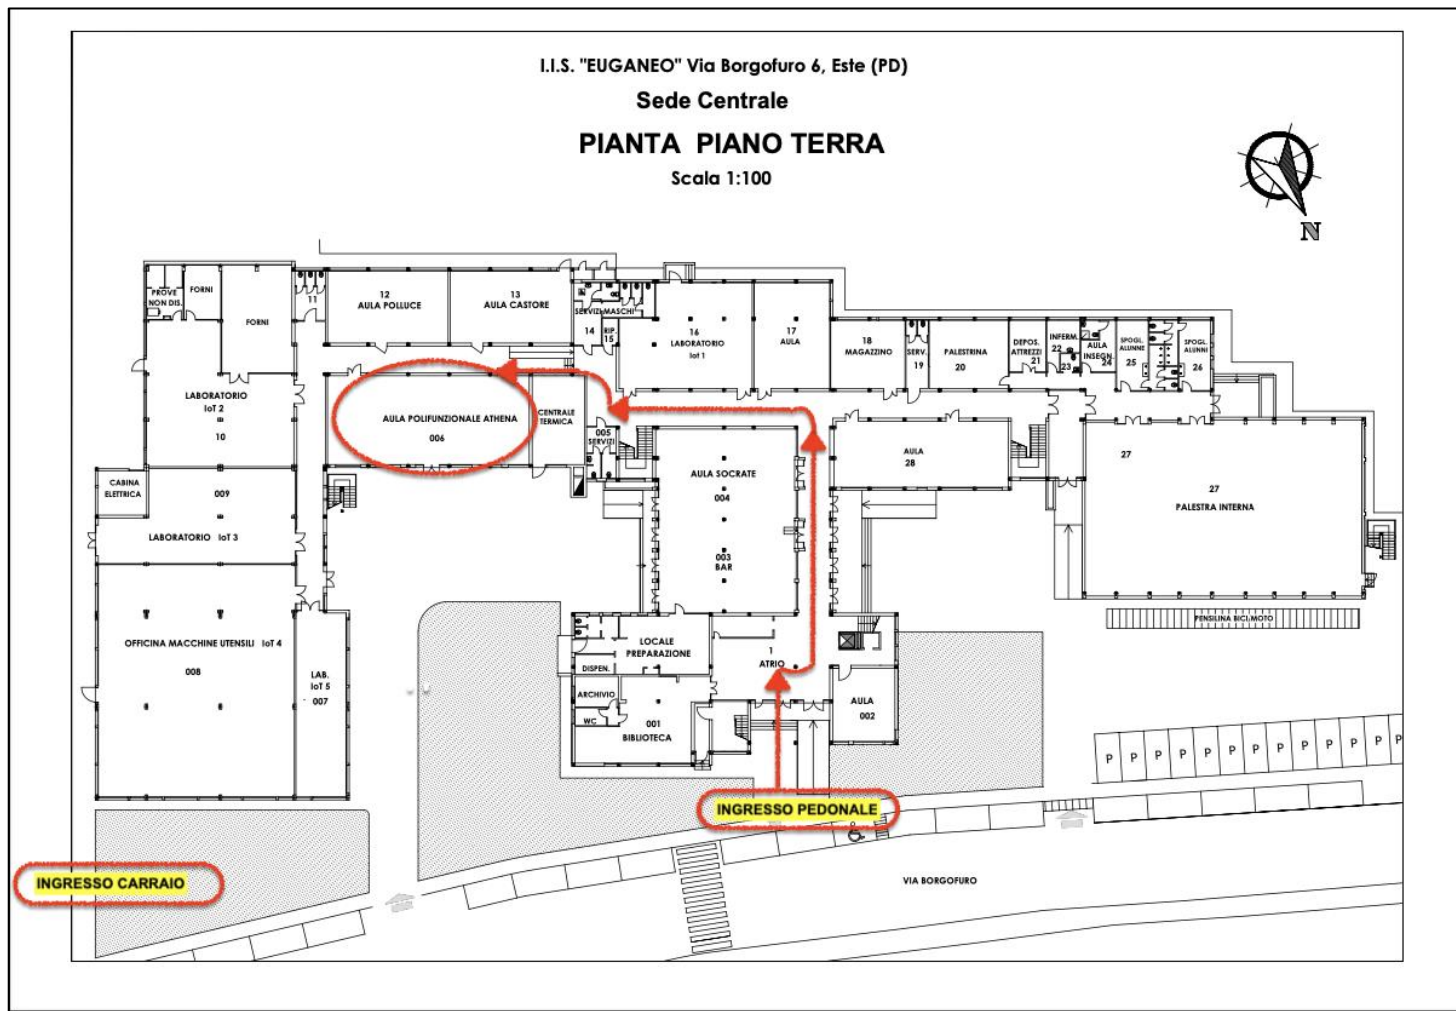 I.I.S. "EUGANEO" Via Borgofuro 6, Este (PD)
Sede Centrale
PIANTA PIANO TERRA
Scala 1:100
N
PROVE
NON DIS.
FORNI
FORNI
11
12
AULA POLLUCE
13
AULA CASTORE
SERVIZI MASCHI
14
RIP.
15
16
LABORATORIO
IoT 1
17
AULA
18
MAGAZZINO
SERV.
19
PALESTRINA
20
DEPOS.
ATTREZZI
21
INFERM.
22
23
AULA
INSEGN.
24
SPOGL.
ALUNNE
25
SPOGL.
ALUNNI
26
LABORATORIO
IoT 2
10
AULA POLIFUNZIONALE ATHENA
006
CENTRALE
TERMICA
005
SERVIZI
AULA SOCRATE
004
003
BAR
AULA
28
27
27
PALESTRA INTERNA
CABINA
ELETTRICA
009
LABORATORIO IoT 3
PENSILINA BICI MOTO
OFFICINA MACCHINE UTENSILI IoT 4
008
LAB.
IoT 5
007
LOCALE
PREPARAZIONE
DISPEN.
1
ATRIO
ARCHIVIO
WC
001
BIBLIOTECA
AULA
002
P P P P P P P P P P P P P
INGRESSO PEDONALE
INGRESSO CARRAIO
VIA BORGOFURO